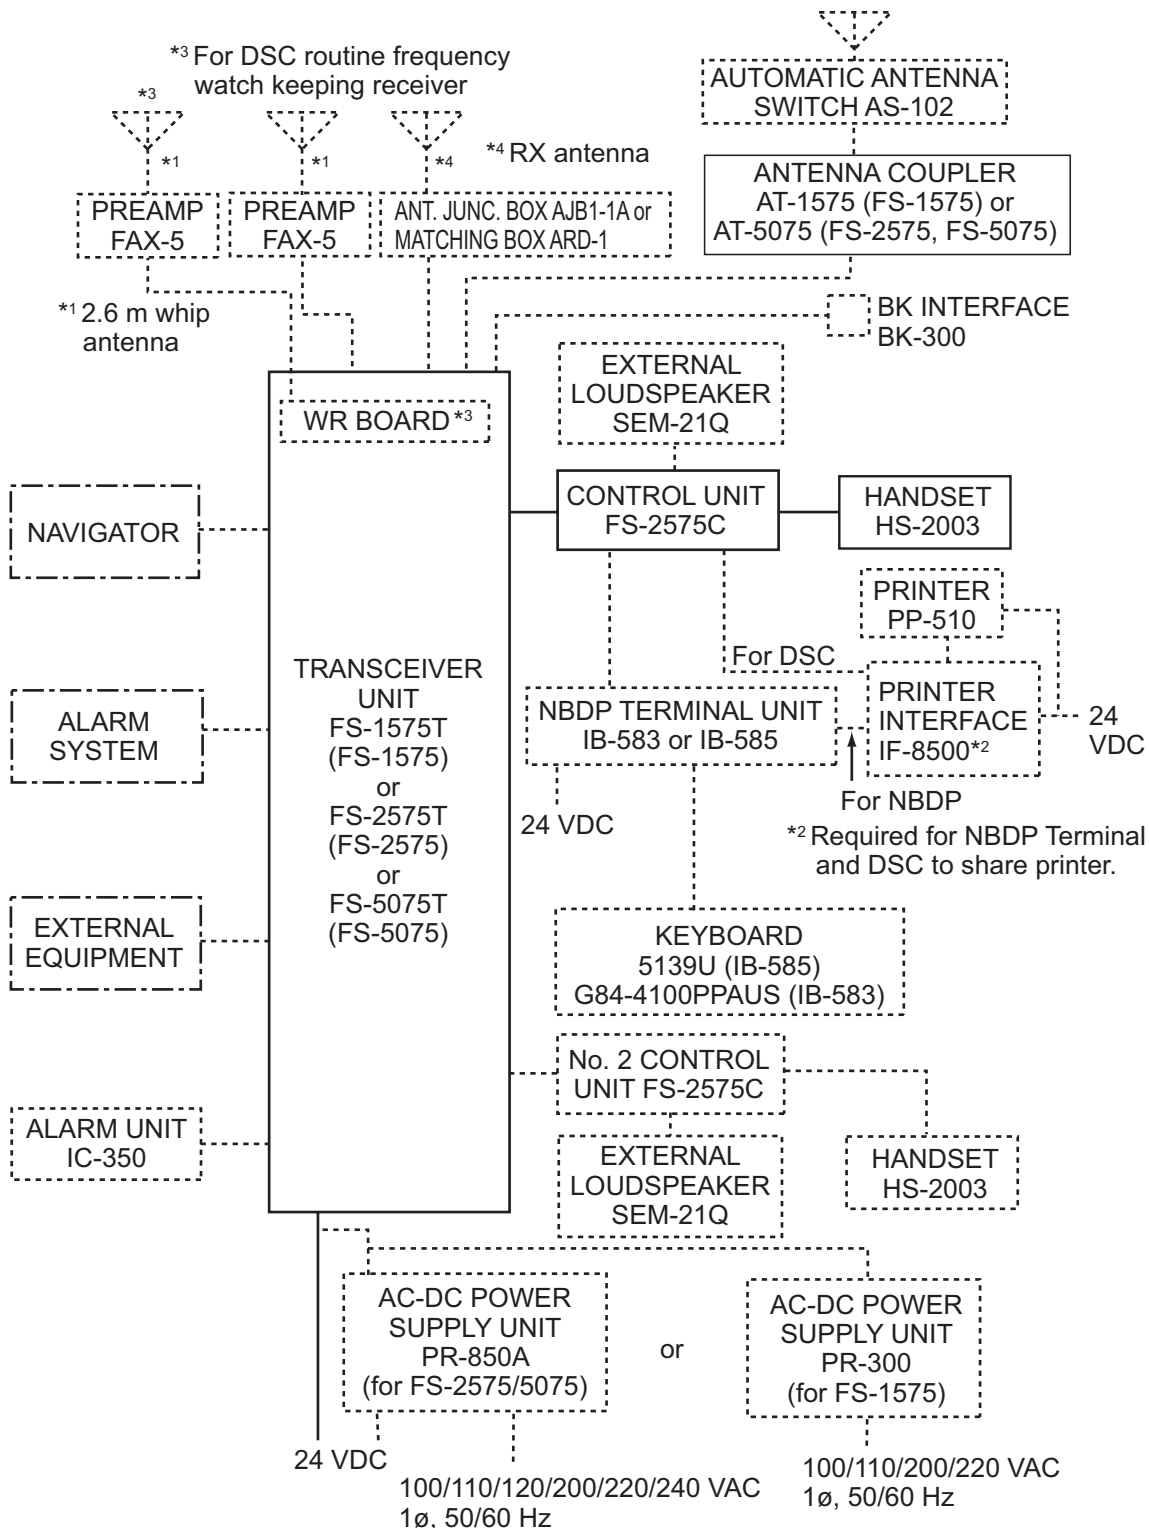 *3 For DSC routine frequency
watch keeping receiver
AUTOMATIC ANTENNA
SWITCH AS-102
*3
*1
*1
*4
*4 RX antenna
PREAMP
FAX-5
PREAMP
FAX-5
ANT. JUNC. BOX AJB1-1A or
MATCHING BOX ARD-1
ANTENNA COUPLER
AT-1575 (FS-1575) or
AT-5075 (FS-2575, FS-5075)
*1 2.6 m whip
antenna
BK INTERFACE
BK-300
EXTERNAL
LOUDSPEAKER
SEM-21Q
WR BOARD *3
CONTROL UNIT
FS-2575C
HANDSET
HS-2003
NAVIGATOR
PRINTER
PP-510
For DSC
TRANSCEIVER
UNIT
FS-1575T
(FS-1575)
or
FS-2575T
(FS-2575)
or
FS-5075T
(FS-5075)
ALARM
SYSTEM
NBDP TERMINAL UNIT
IB-583 or IB-585
PRINTER
INTERFACE
IF-8500*2
24
VDC
24 VDC
For NBDP
*2 Required for NBDP Terminal
and DSC to share printer.
EXTERNAL
EQUIPMENT
KEYBOARD
5139U (IB-585)
G84-4100PPAUS (IB-583)
No. 2 CONTROL
UNIT FS-2575C
ALARM UNIT
IC-350
EXTERNAL
LOUDSPEAKER
SEM-21Q
HANDSET
HS-2003
AC-DC POWER
SUPPLY UNIT
PR-850A
(for FS-2575/5075)
or
AC-DC POWER
SUPPLY UNIT
PR-300
(for FS-1575)
24 VDC
100/110/120/200/220/240 VAC
1ø, 50/60 Hz
100/110/200/220 VAC
1ø, 50/60 Hz